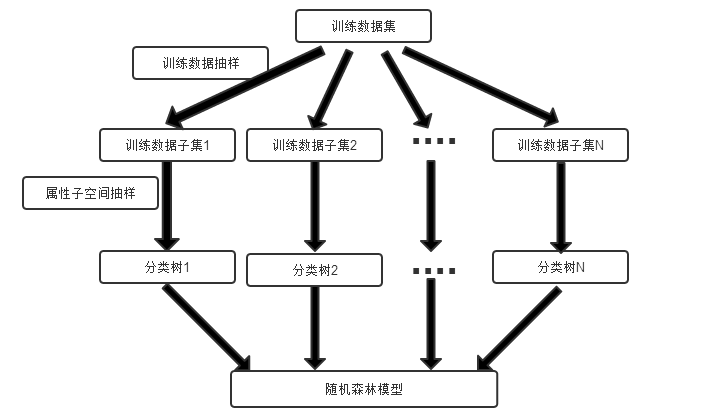 训练数据集
训练数据抽样
训练数据子集1
训练数据子集2
....
训练数据子集N
属性子空间抽样
分类树1
分类树2
....
分类树N
随机森林模型